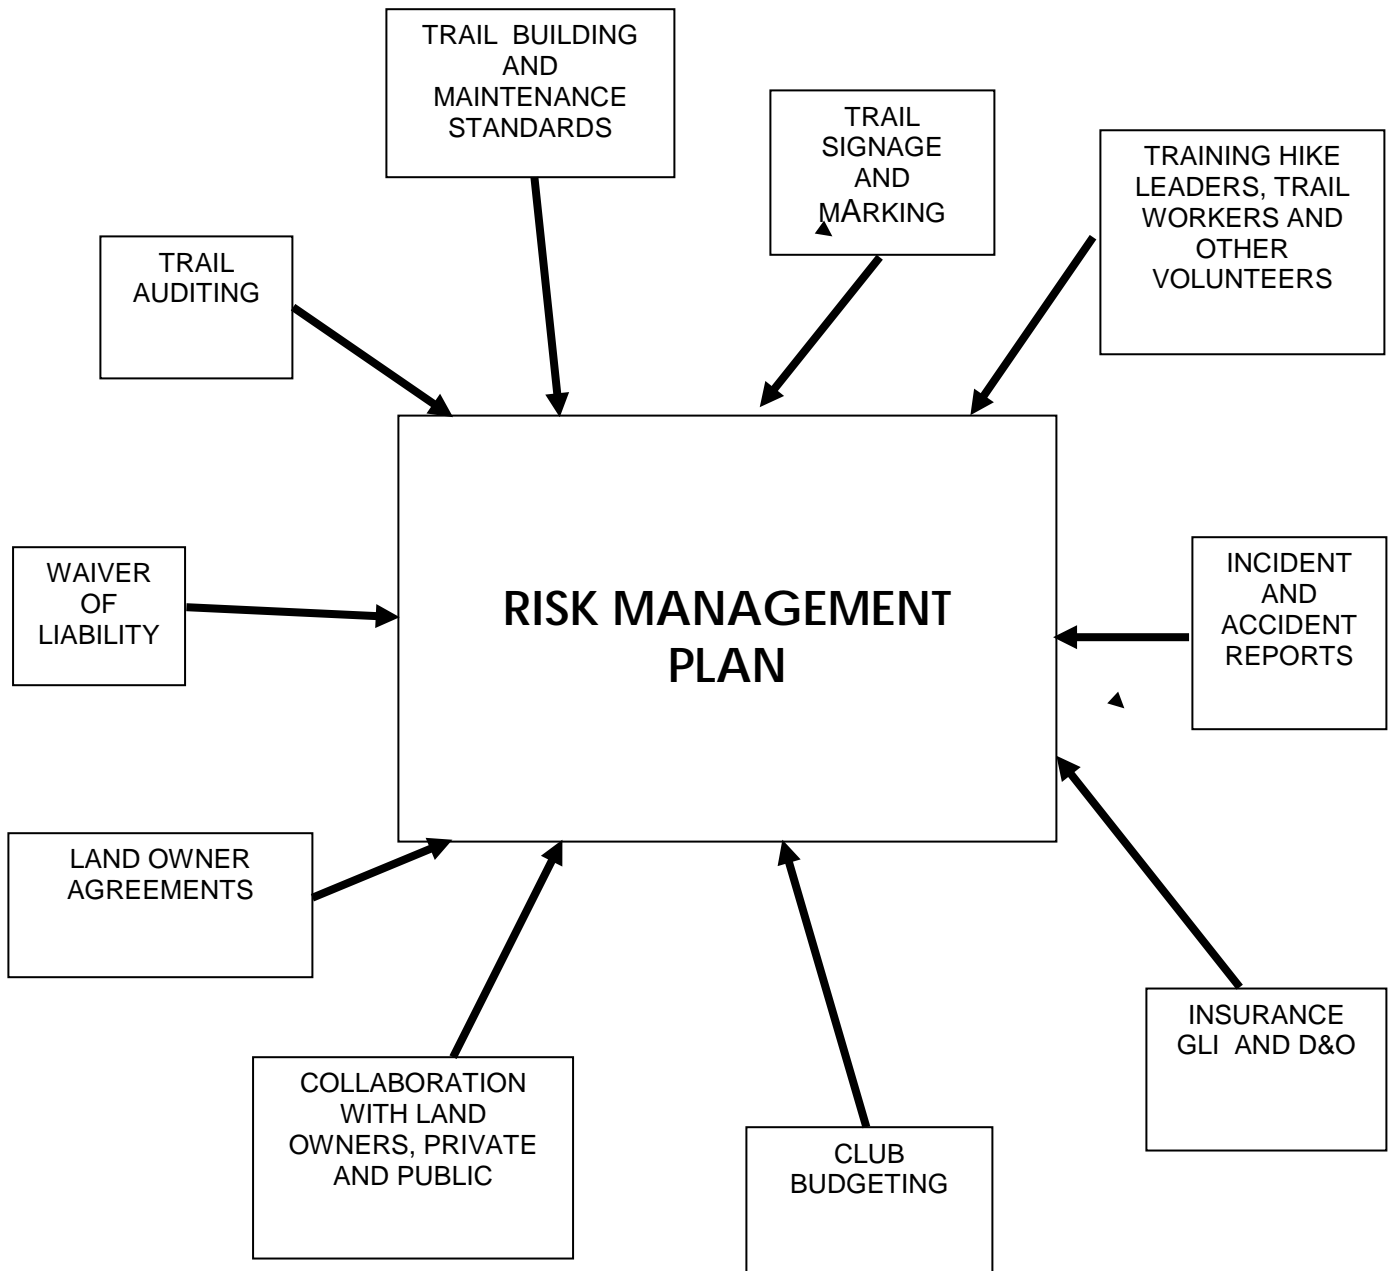 TRAIL BUILDING
AND
MAINTENANCE
STANDARDS
TRAIL
SIGNAGE
AND
MArKING
TRAINING HIKE
LEADERS, TRAIL
WORKERS AND
OTHER
VOLUNTEERS
TRAIL
AUDITING
WAIVER
OF
LIABILITY
RISK MANAGEMENT
PLAN
INCIDENT
AND
ACCIDENT
REPORTS
LAND OWNER
AGREEMENTS
INSURANCE
GLI AND D&O
COLLABORATION
WITH LAND
OWNERS, PRIVATE
AND PUBLIC
CLUB
BUDGETING